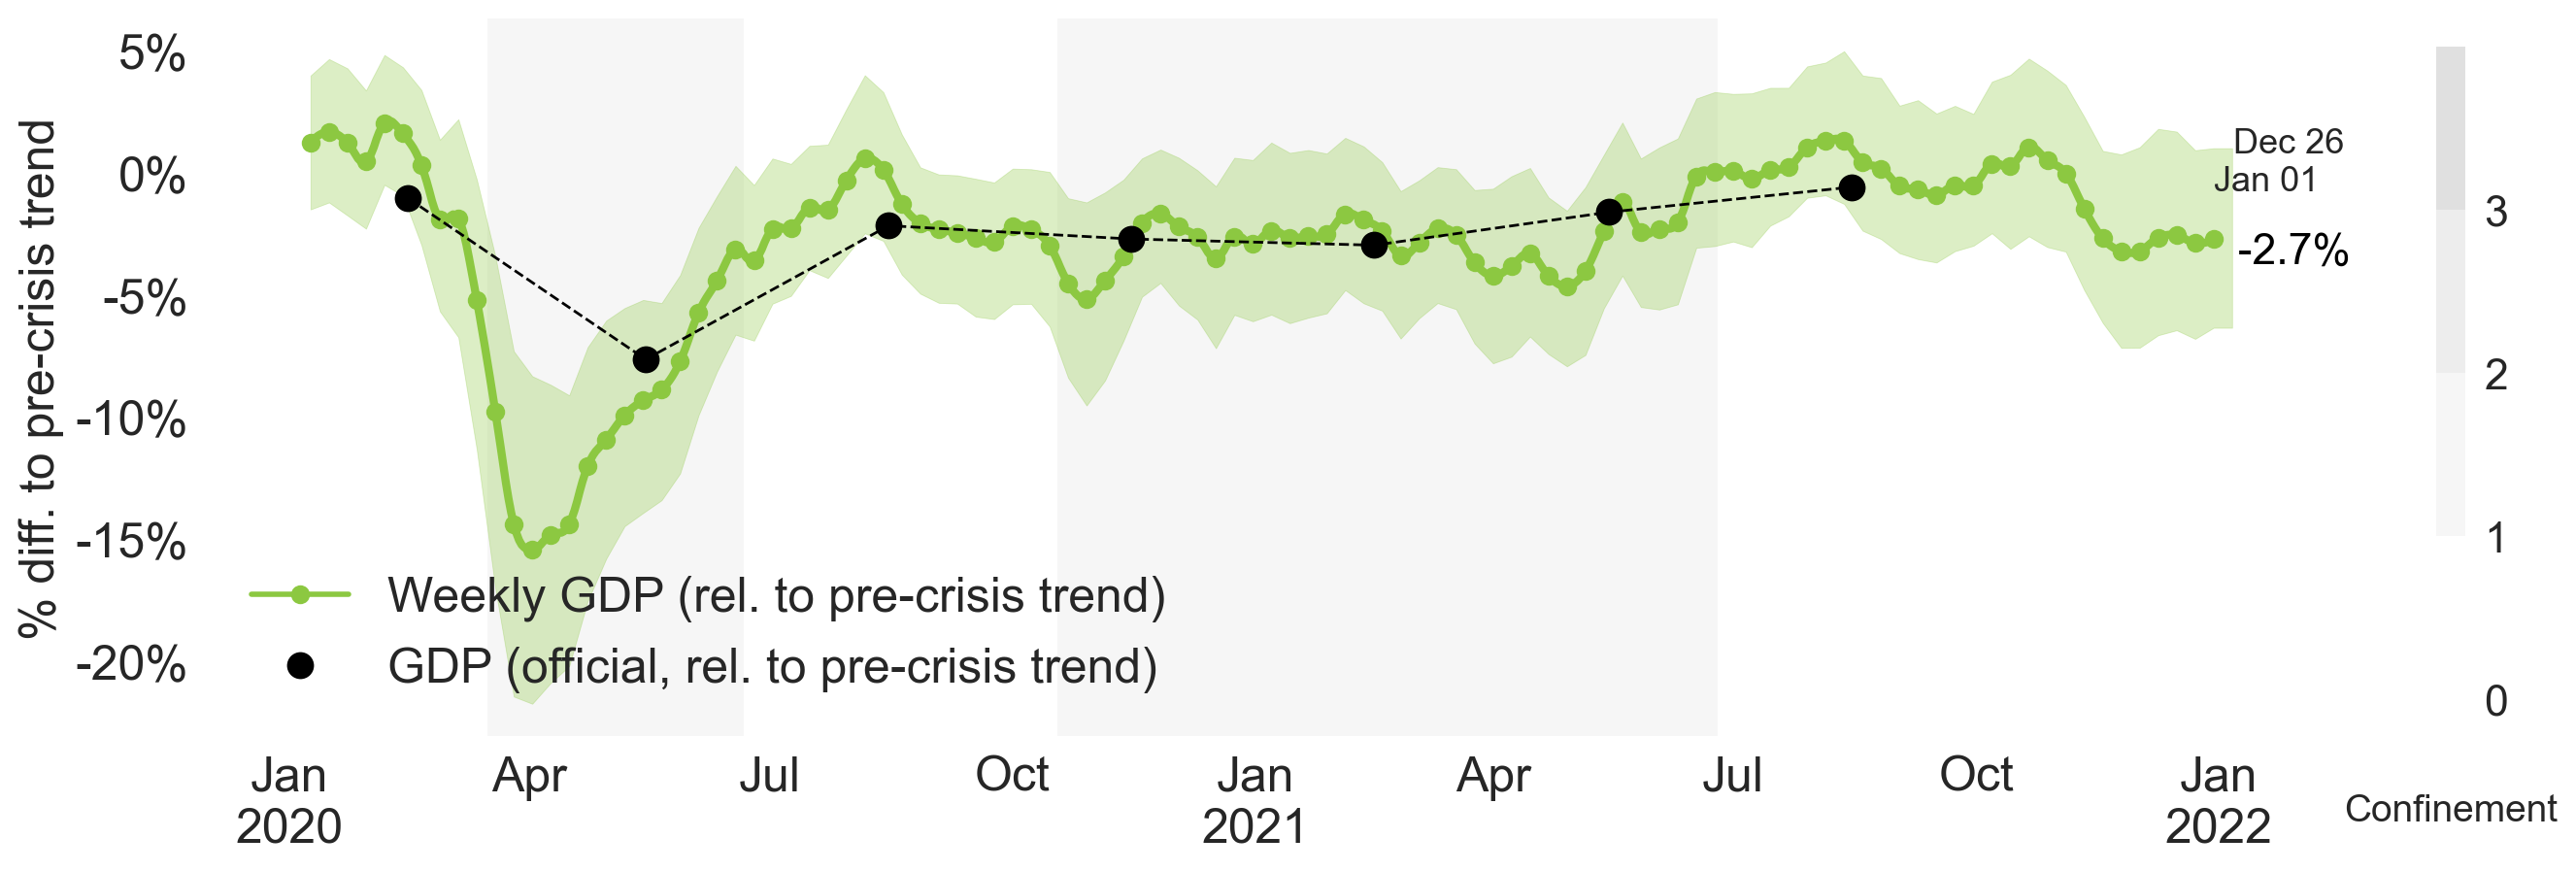 % diff. to pre-crisis trend
5%
0%
-5%
-10%
-15%
-20%
Dec 26
Jan 01
-2.7%
Weekly GDP (rel. to pre-crisis trend)
GDP (official, rel. to pre-crisis trend)
Jan Apr Jul Oct Jan Apr Jul Oct Jan
2020 2021 2022
3
2
1
0
Confinement